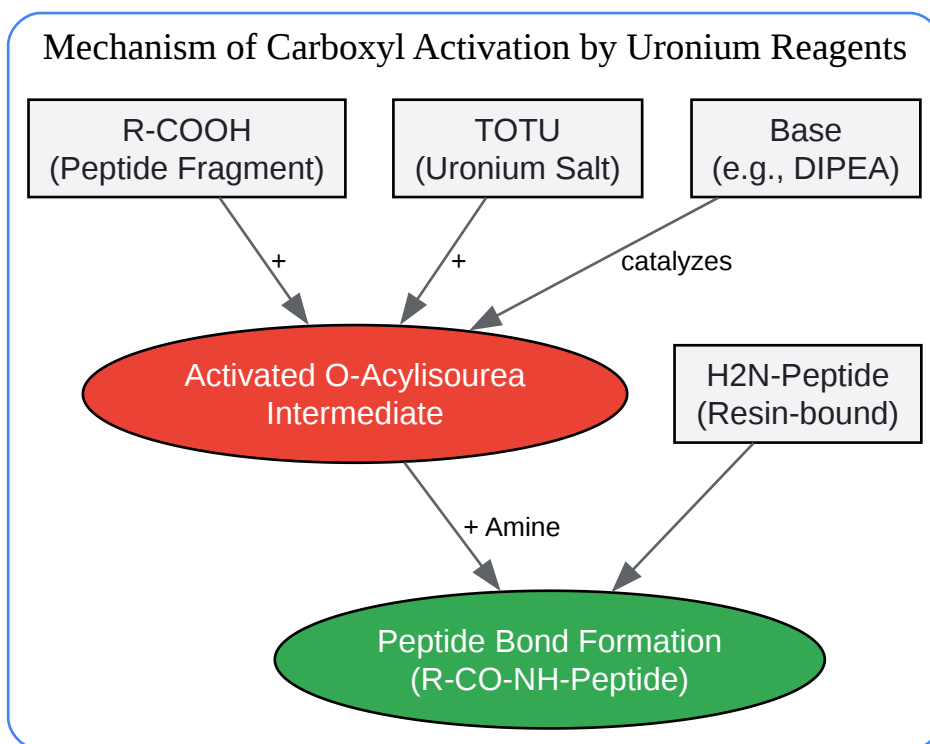 Mechanism of Carboxyl Activation by Uronium Reagents
R-COOH
(Peptide Fragment)
TOTU
(Uronium Salt)
Base
(e.g., DIPEA)
+
+
catalyzes
Activated O-Acylisourea
Intermediate
H2N-Peptide
(Resin-bound)
+ Amine
Peptide Bond Formation
(R-CO-NH-Peptide)